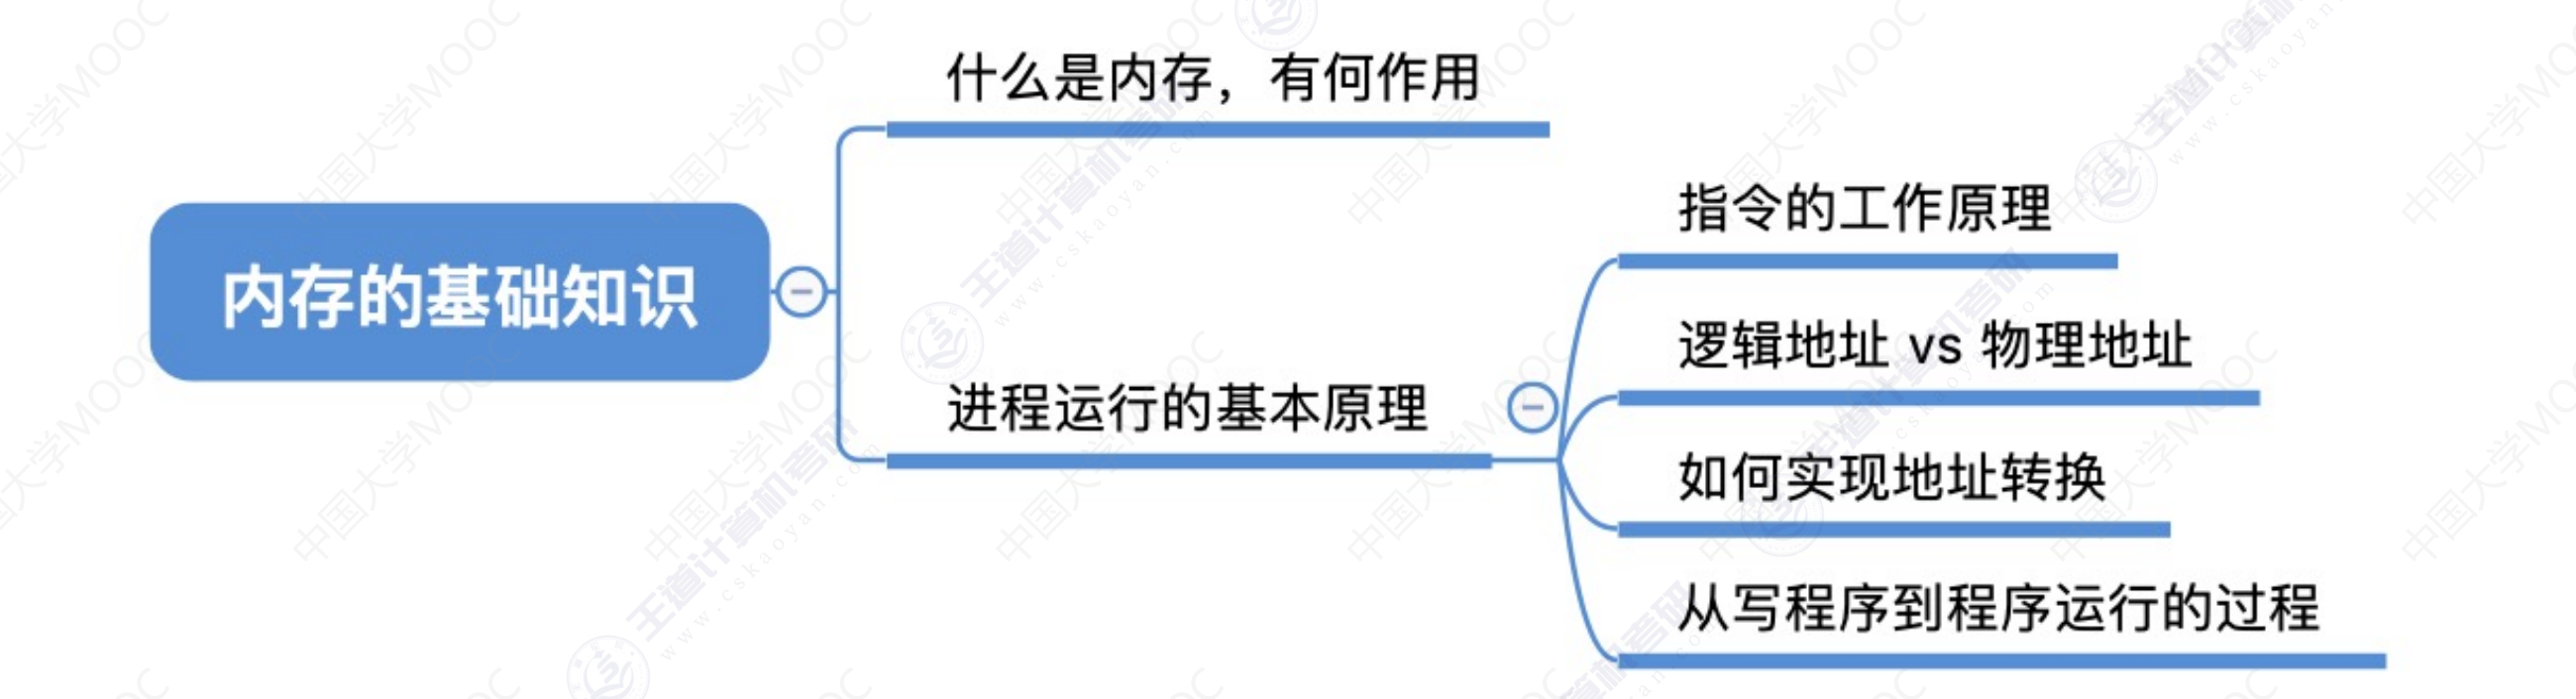 什么是内存，有何作用
指令的工作原理
内存的基础知识
逻辑地址 vs 物理地址
进程运行的基本原理
如何实现地址转换
从写程序到程序运行的过程
中国大学MOOC
王道计算机考研
www.cskaoyan.com